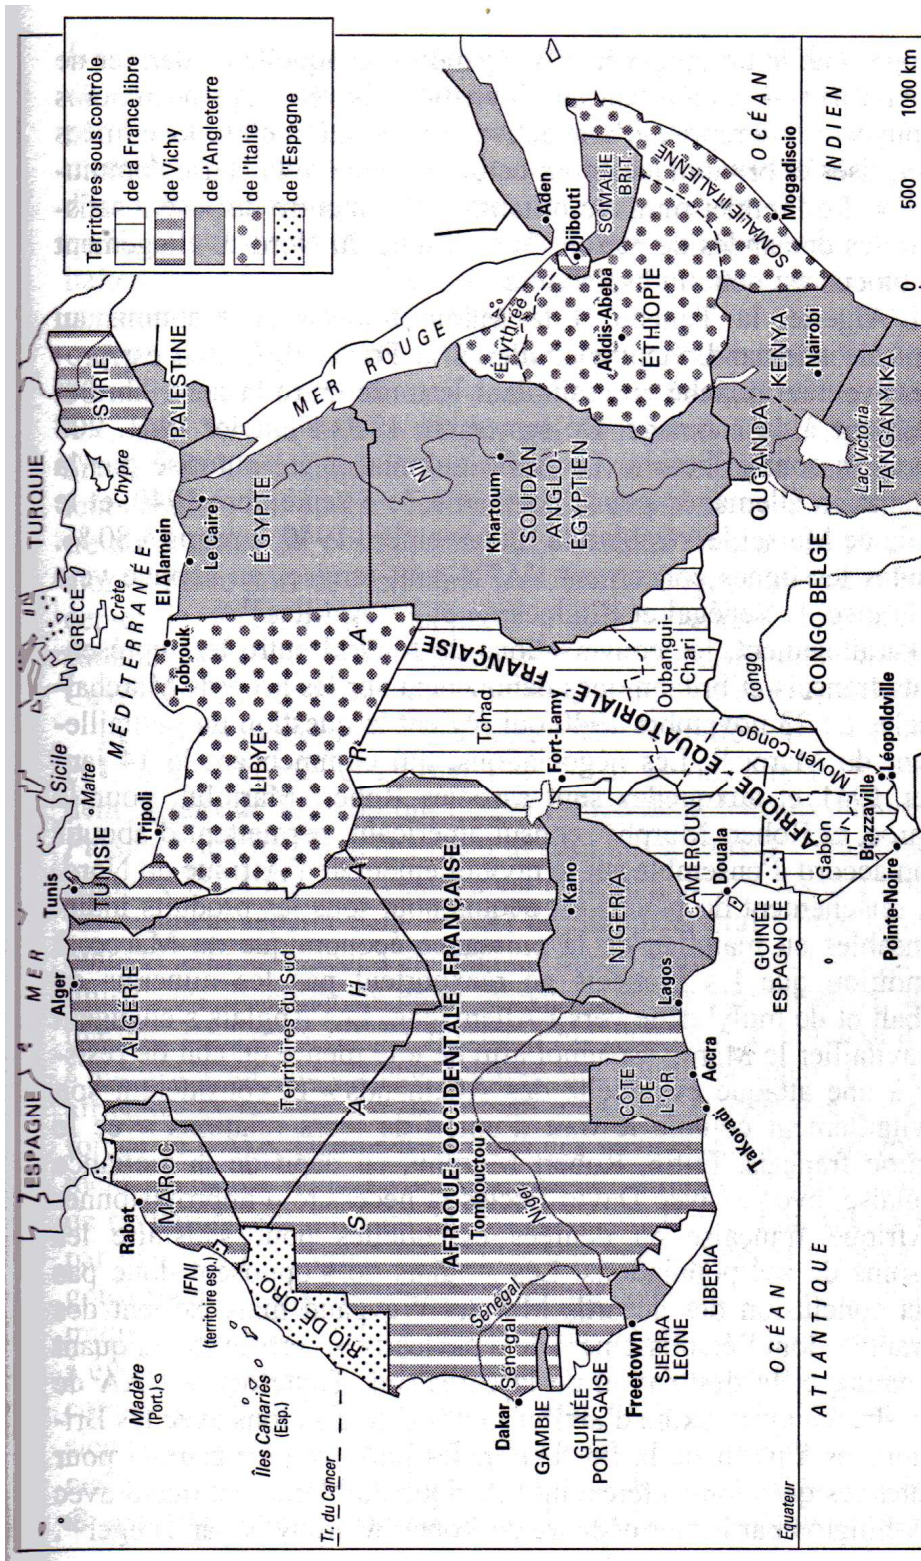 Territoires sous contrôle
de la France libre
de Vichy
de l'Angleterre
de l'Italie
de l'Espagne
MER
MEDITERRANÉE
ESPAGNE
Sicile
Malte
GRÈCE
Crète
TURQUIE
Chypre
SYRIE
PALESTINE
Madère
(Port.)
Rabat
MAROC
Alger
ALGERIE
Tunis
TUNISIE
Tripoli
Tobrouk
El Alamein
Le Caire
LIBYE
ÉGYPTE
IFNI
(territoire esp.)
Îles Canaries
(Esp.)
Tr. du Cancer
RIO DE ORO
Territoires du Sud
SAHARA
MER ROUGE
Nil
AFRIQUE-OCCIDENTALE FRANÇAISE
Tombouctou
Niger
Sénégal
Sénégal
Dakar
GAMBIE
GUINÉE
PORTUGAISE
Freetown
SIERRA
LEONE
LIBERIA
CÔTE
DE
L'OR
Takoradi
Accra
Lagos
NIGERIA
Kano
Fort-Lamy
Tchad
AFRIQUE-ÉQUATORIALE FRANÇAISE
Oubangui
Chari
CAMEROUN
Douala
GUINÉE
ESPAGNOLE
Gabon
Moyen-Congo
Brazzaville
Pointe-Noire
Léopoldville
Congo
CONGO BELGE
Khartoum
SOUDAN
ANGLO-
EGYPTIEN
Érythrée
Aden
Djibouti
SOMALIE
BRIT.
Addis-Abeba
ÉTHIOPIE
SOMALIE ITALIENNE
Mogadiscio
OUGANDA
KENYA
Nairobi
Lac Victoria
TANGANYIKA
Équateur
OCÉAN
ATLANTIQUE
OCÉAN
INDIEN
0 500 1000 km